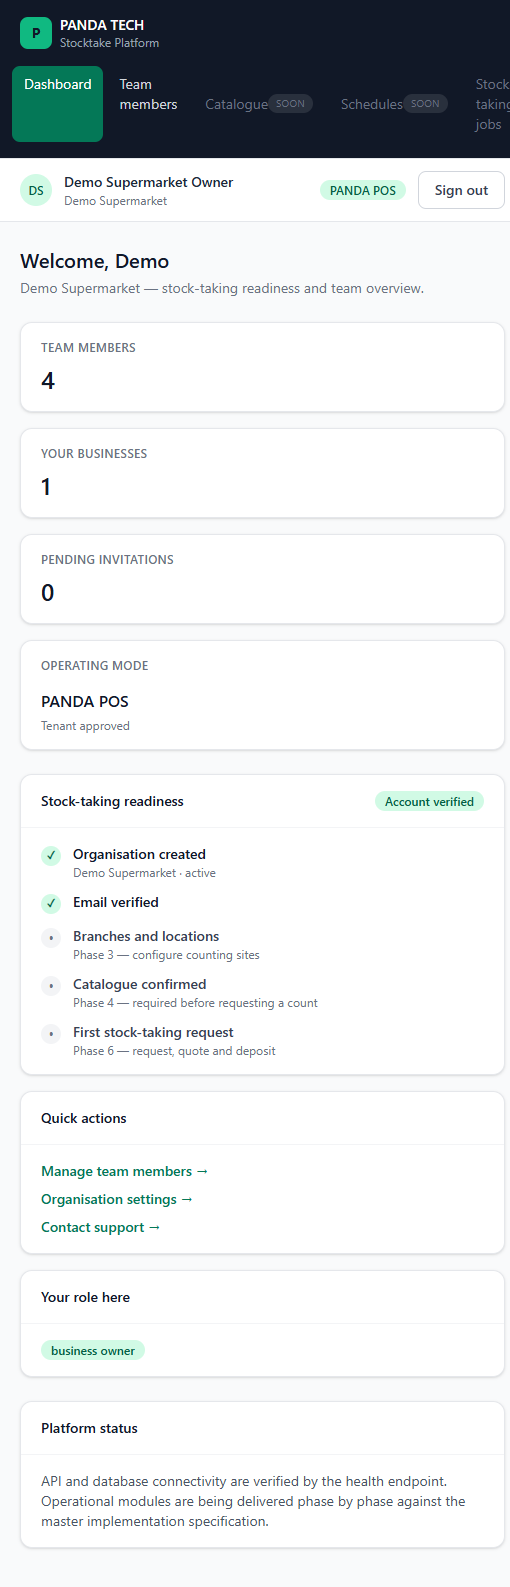 P
PANDA TECH
Stocktake Platform
Dashboard
Team
members
Catalogue SOON
Schedules SOON
Stock
taking
jobs
DS
Demo Supermarket Owner
Demo Supermarket
PANDA POS
Sign out
Welcome, Demo
Demo Supermarket — stock-taking readiness and team overview.
TEAM MEMBERS
4
YOUR BUSINESSES
1
PENDING INVITATIONS
0
OPERATING MODE
PANDA POS
Tenant approved
Stock-taking readiness
Account verified
✓ Organisation created
Demo Supermarket · active
✓ Email verified
• Branches and locations
Phase 3 — configure counting sites
• Catalogue confirmed
Phase 4 — required before requesting a count
• First stock-taking request
Phase 6 — request, quote and deposit
Quick actions
Manage team members →
Organisation settings →
Contact support →
Your role here
business owner
Platform status
API and database connectivity are verified by the health endpoint.
Operational modules are being delivered phase by phase against the
master implementation specification.